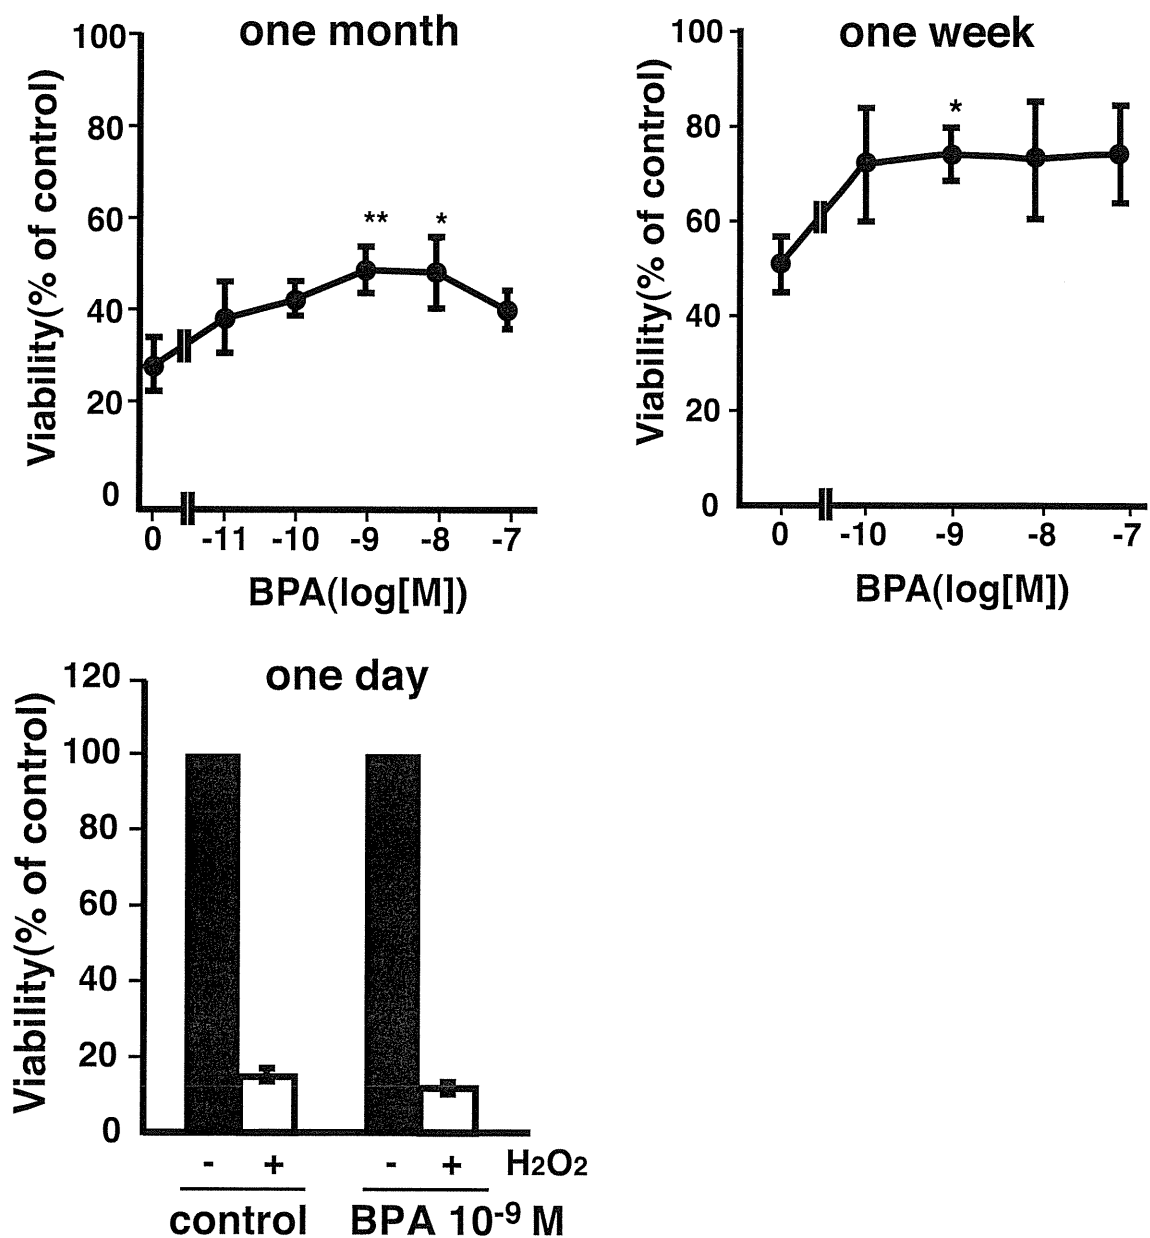 one month
Viability(% of control)
100
80
60
40
20
0
**
*
0 -11 -10 -9 -8 -7
BPA(log[M])
one week
Viability(% of control)
100
80
60
40
20
0
*
0 -10 -9 -8 -7
BPA(log[M])
one day
Viability(% of control)
120
100
80
60
40
20
0
- + - + H₂O₂
control BPA 10⁻⁹ M